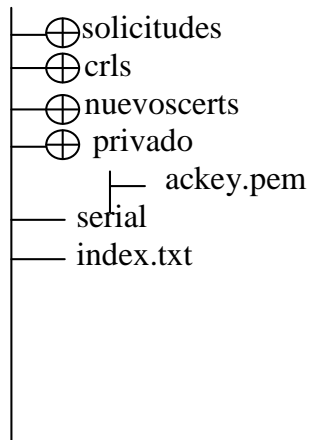 solicitudes
crls
nuevoscerts
privado
ackey.pem
serial
index.txt